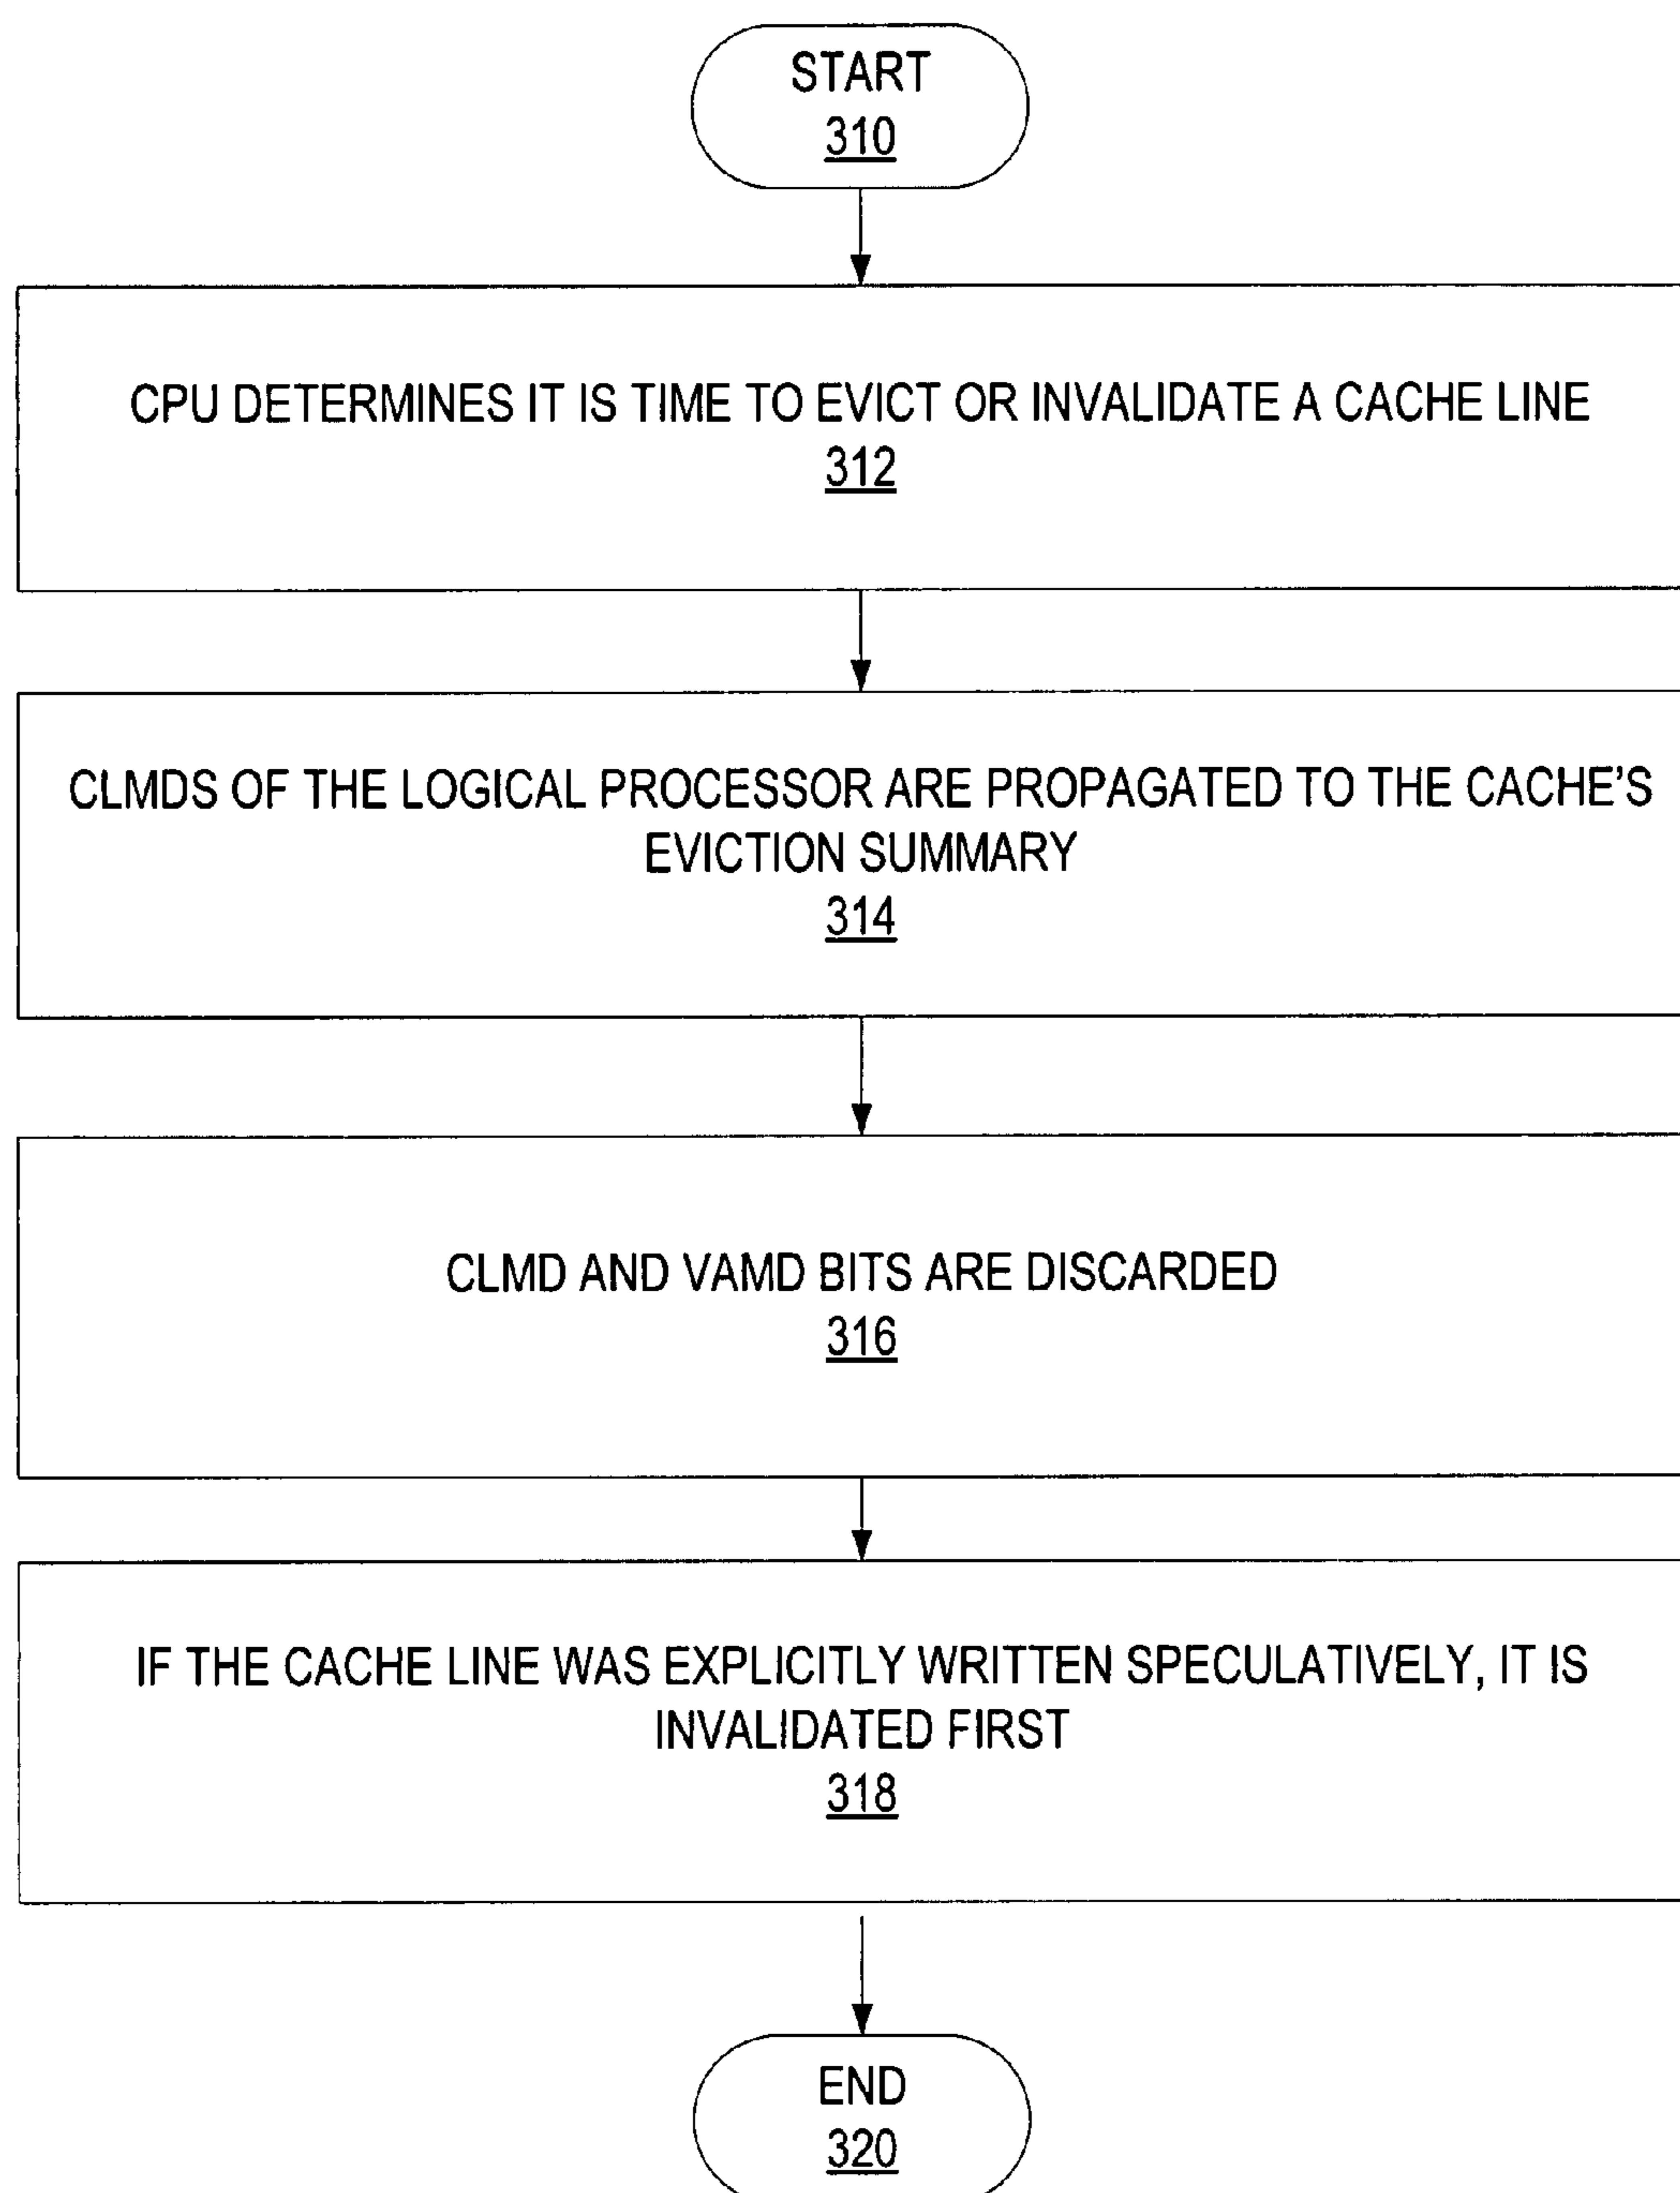 START
310
CPU DETERMINES IT IS TIME TO EVICT OR INVALIDATE A CACHE LINE
312
CLMDS OF THE LOGICAL PROCESSOR ARE PROPAGATED TO THE CACHE'S
EVICTION SUMMARY
314
CLMD AND VAMD BITS ARE DISCARDED
316
IF THE CACHE LINE WAS EXPLICITLY WRITTEN SPECULATIVELY, IT IS
INVALIDATED FIRST
318
END
320